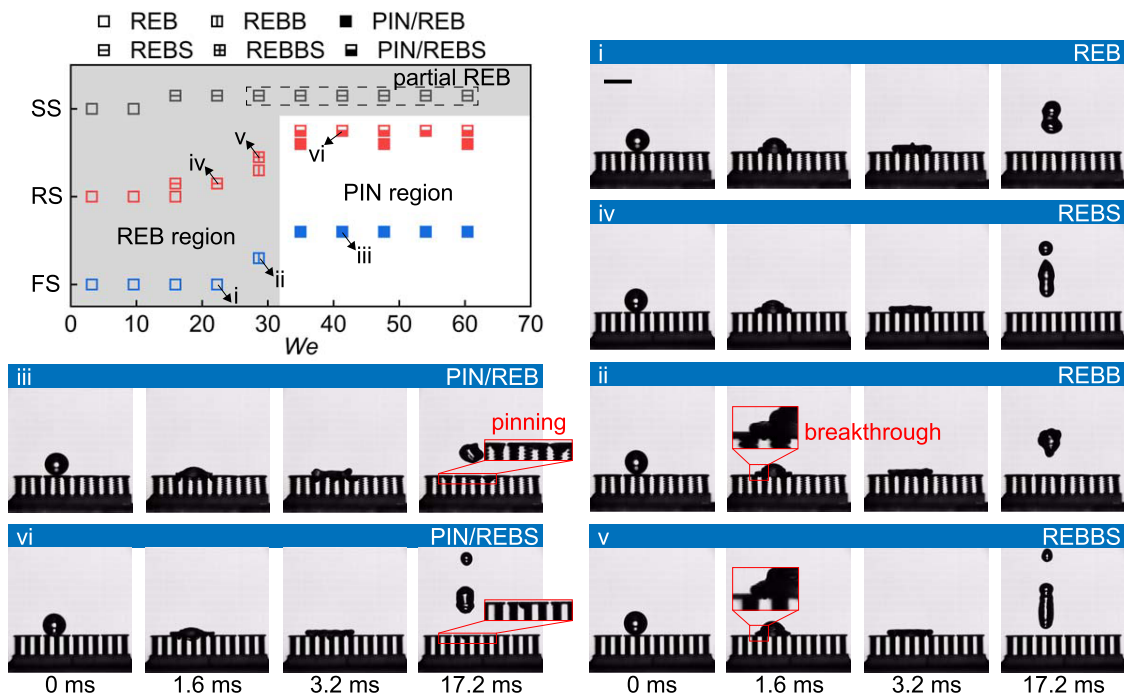 REB REBB PIN/REB
REBS REBBS PIN/REBS
partial REB
SS
RS
FS
v
iv
vi
PIN region
REB region
iii
ii
i
0 10 20 30 40 50 60 70
We
i REB
iv REBS
iii PIN/REB
pinning
ii REBB
breakthrough
vi PIN/REBS
v REBBS
0 ms 1.6 ms 3.2 ms 17.2 ms
0 ms 1.6 ms 3.2 ms 17.2 ms